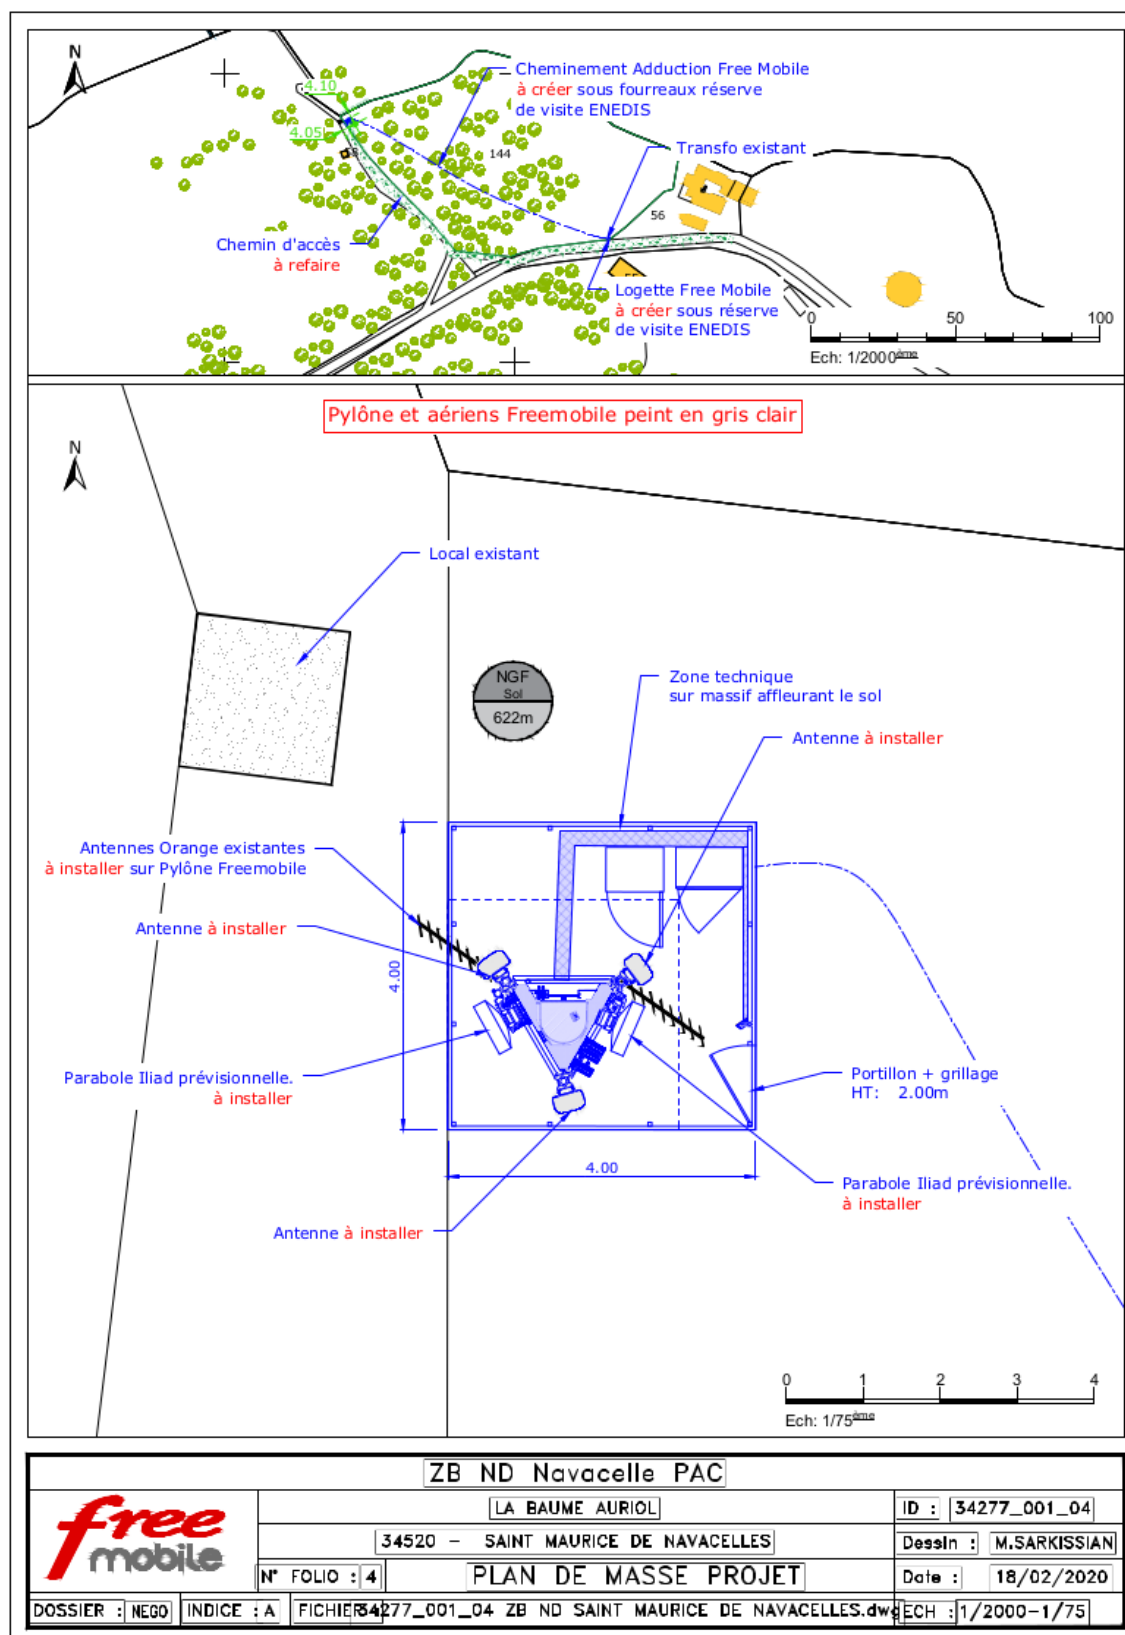 N
4.10
4.05
Cheminement Adduction Free Mobile
à créer sous fourreaux réserve
de visite ENEDIS
144
Transfo existant
56
Chemin d'accès
à refaire
Logette Free Mobile
à créer sous réserve
de visite ENEDIS
0 50 100
Ech: 1/2000ème
Pylône et aériens Freemobile peint en gris clair
N
Local existant
NGF
Sol
622m
Zone technique
sur massif affleurant le sol
Antenne à installer
Antennes Orange existantes
à installer sur Pylône Freemobile
Antenne à installer
4.00
Parabole Iliad prévisionnelle.
à installer
Portillon + grillage
HT: 2.00m
4.00
Parabole Iliad prévisionnelle.
à installer
Antenne à installer
0 1 2 3 4
Ech: 1/75ème
ZB ND Navacelle PAC
free
mobile
LA BAUME AURIOL
ID : 34277_001_04
34520 - SAINT MAURICE DE NAVACELLES
Dessin : M.SARKISSIAN
N° FOLIO : 4
PLAN DE MASSE PROJET
Date : 18/02/2020
DOSSIER : NEGO
INDICE : A
FICHIER 34277_001_04 ZB ND SAINT MAURICE DE NAVACELLES.dwg
ECH : 1/2000-1/75